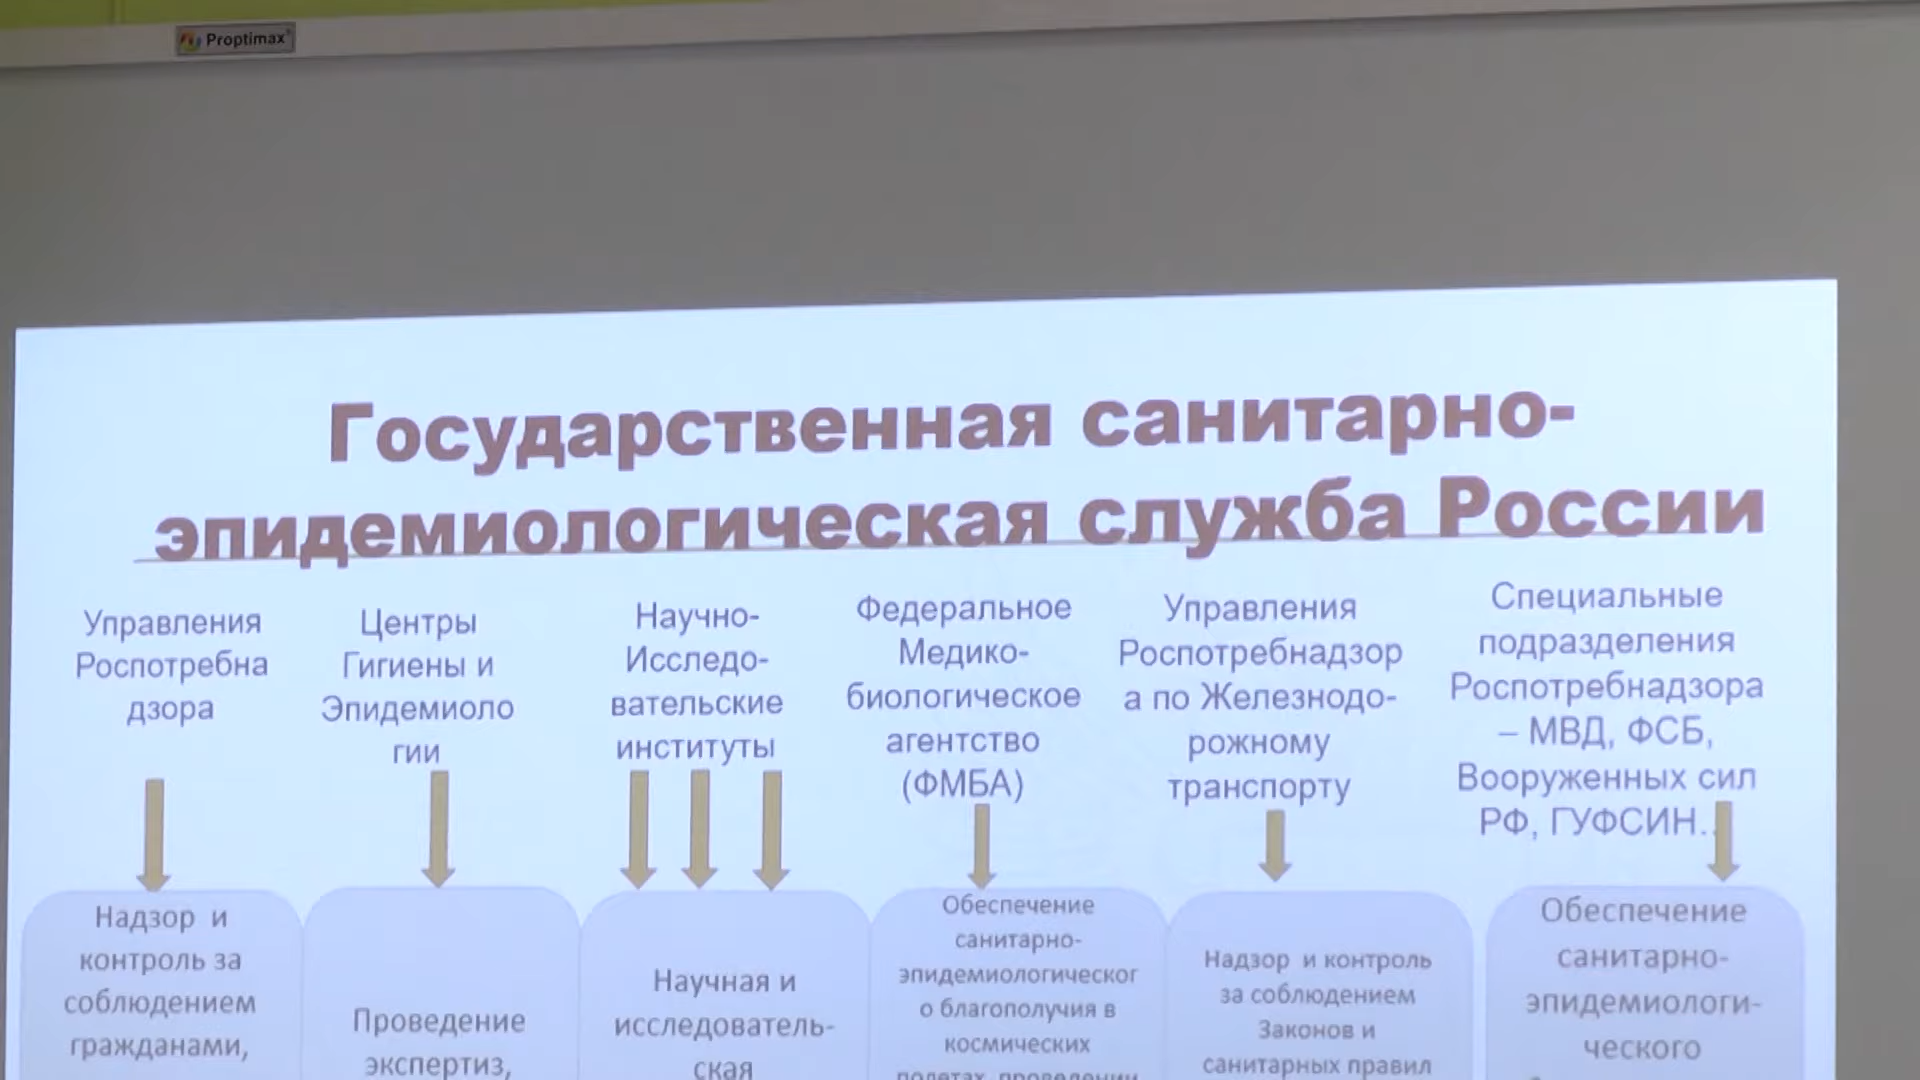 Proptimax
Государственная санитарно-
эпидемиологическая служба России
Управления
Роспотребна
дзора
Центры
Гигиены и
Эпидемиоло
гии
Научно-
Исследо-
вательские
институты
Федеральное
Медико-
биологическое
агентство
(ФМБА)
Управления
Роспотребнадзор
а по Железнодо-
рожному
транспорту
Специальные
подразделения
Роспотребнадзора
– МВД, ФСБ,
Вооруженных сил
РФ, ГУФСИН..
Надзор и
контроль за
соблюдением
гражданами,
Проведение
экспертиз,
Научная и
исследователь-
ская
Обеспечение
санитарно-
эпидемиологическог
о благополучия в
космических
полетах, проведении
Надзор и контроль
за соблюдением
Законов и
санитарных правил
Обеспечение
санитарно-
эпидемиологи-
ческого